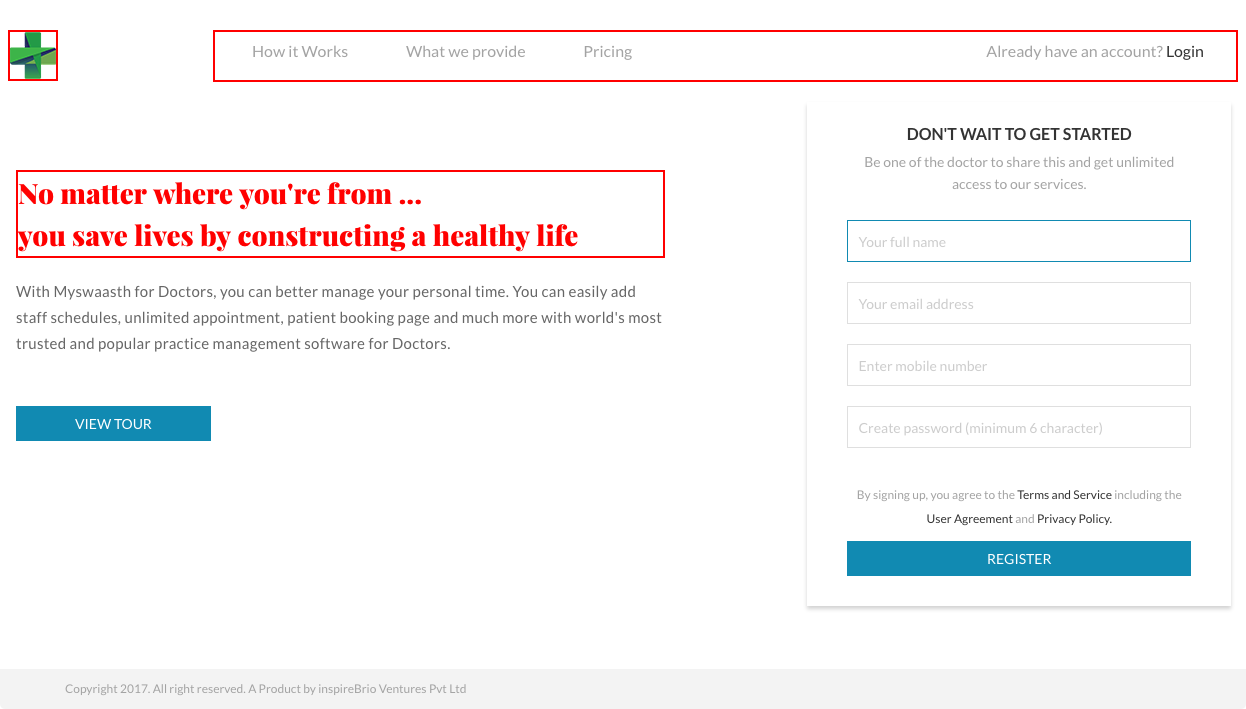 How it Works
What we provide
Pricing
Already have an account? Login
No matter where you're from ...
you save lives by constructing a healthy life
With Myswaasth for Doctors, you can better manage your personal time. You can easily add
staff schedules, unlimited appointment, patient booking page and much more with world's most
trusted and popular practice management software for Doctors.
VIEW TOUR
DON'T WAIT TO GET STARTED
Be one of the doctor to share this and get unlimited
access to our services.
Your full name
Your email address
Enter mobile number
Create password (minimum 6 character)
By signing up, you agree to the Terms and Service including the
User Agreement and Privacy Policy.
REGISTER
Copyright 2017. All right reserved. A Product by inspireBrio Ventures Pvt Ltd